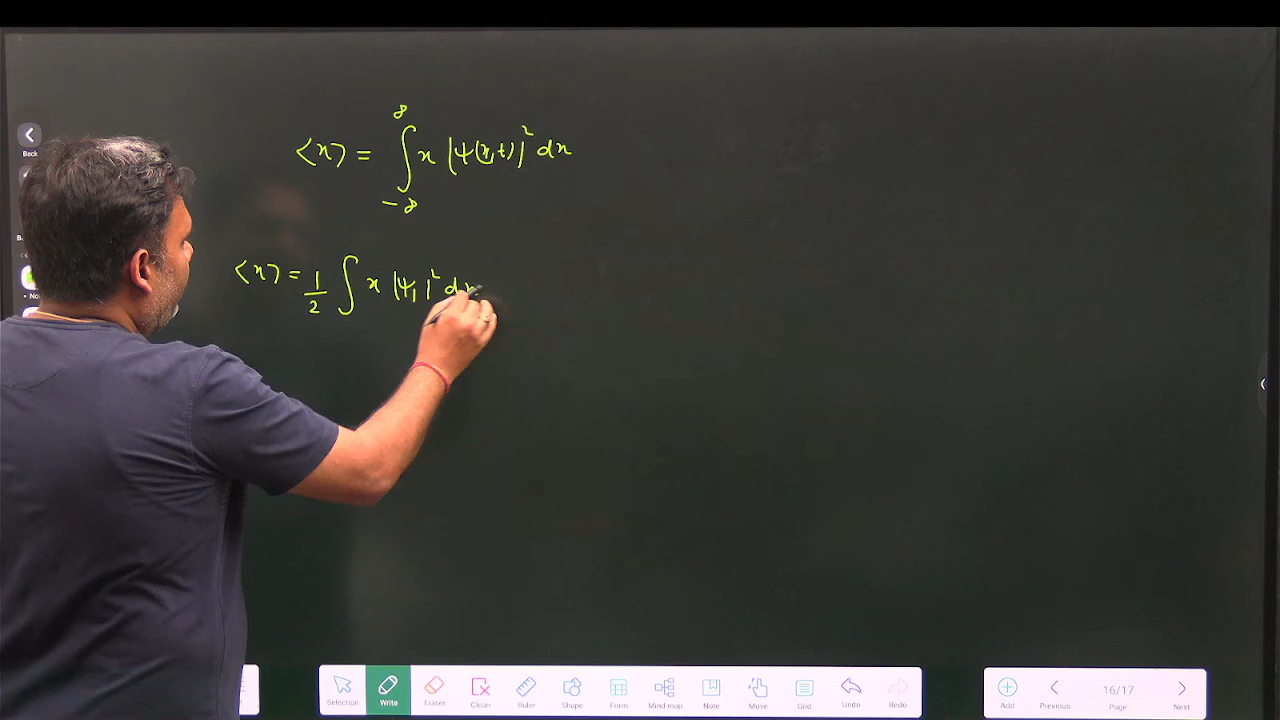 ∞
⟨x⟩ = ∫ x |ψ(x,t)|² dx
-∞
⟨x⟩ = 1/2 ∫ x |ψ₁|² dx
Back
Selection Write Eraser Clean Ruler Shape Form Mind map Note Move Grid Undo Redo
Add Previous 16/17 Page Next